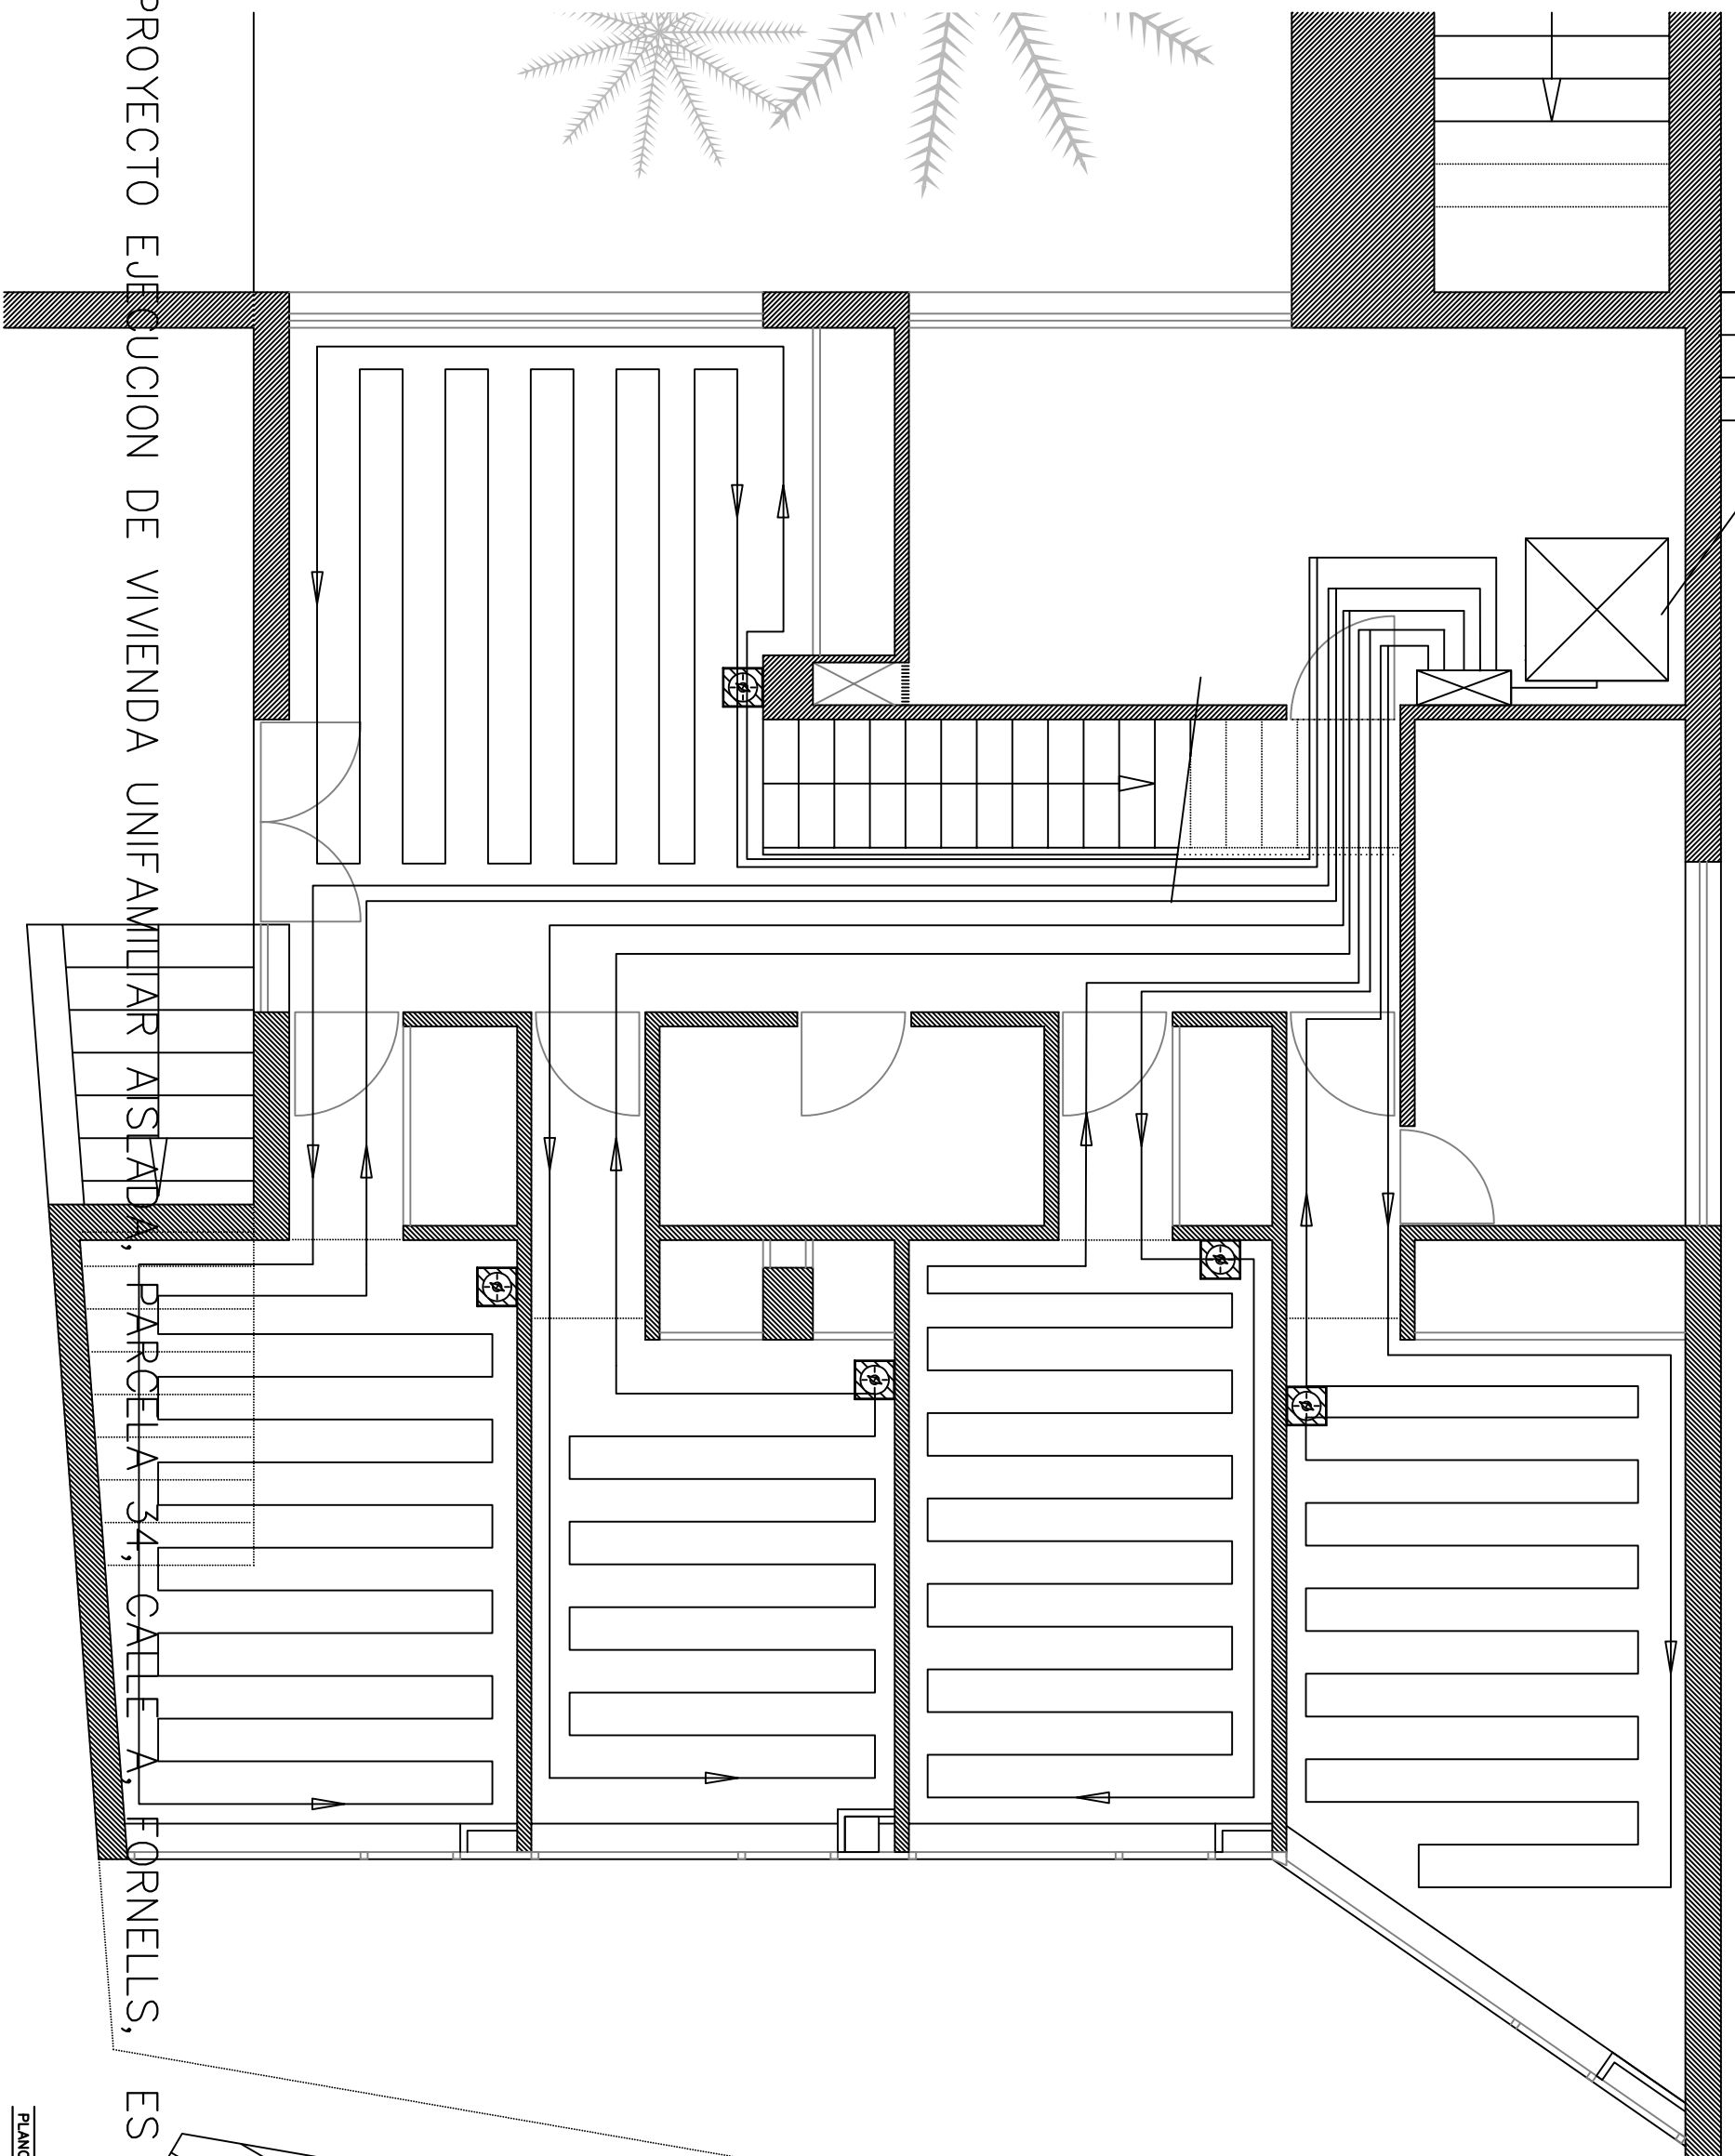 PROYECTO EJECUCION DE VIVIENDA UNIFAMILIAR AISLADA, PARCELA 34, CALLE A, FORNELLS, ES